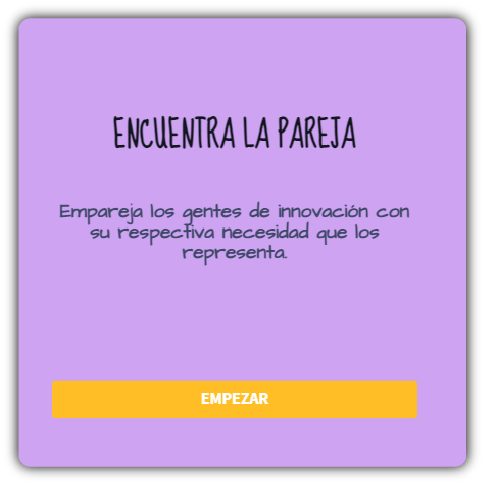 ENCUENTRA LA PAREJA
Empareja los gentes de innovación con
su respectiva necesidad que los
representa.
EMPEZAR